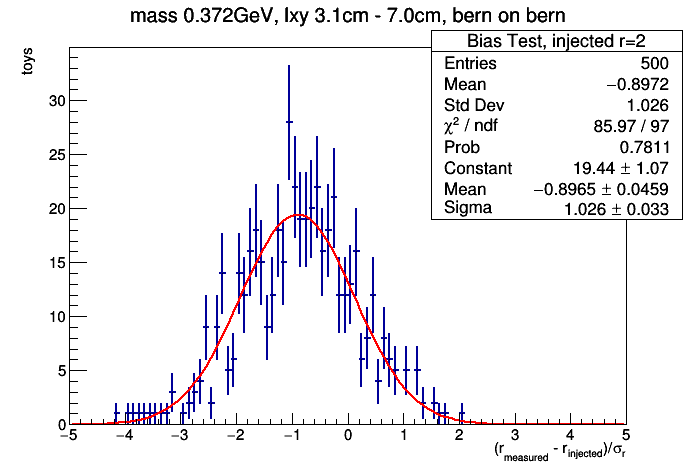 mass 0.372GeV, lxy 3.1cm - 7.0cm, bern on bern
Bias Test, injected r=2
Entries 500
Mean −0.8972
Std Dev 1.026
χ² / ndf 85.97 / 97
Prob 0.7811
Constant 19.44 ± 1.07
Mean −0.8965 ± 0.0459
Sigma 1.026 ± 0.033
toys
30
25
20
15
10
5
0
−5 −4 −3 −2 −1 0 1 2 3 4 5
(r_measured - r_injected)/σ_r